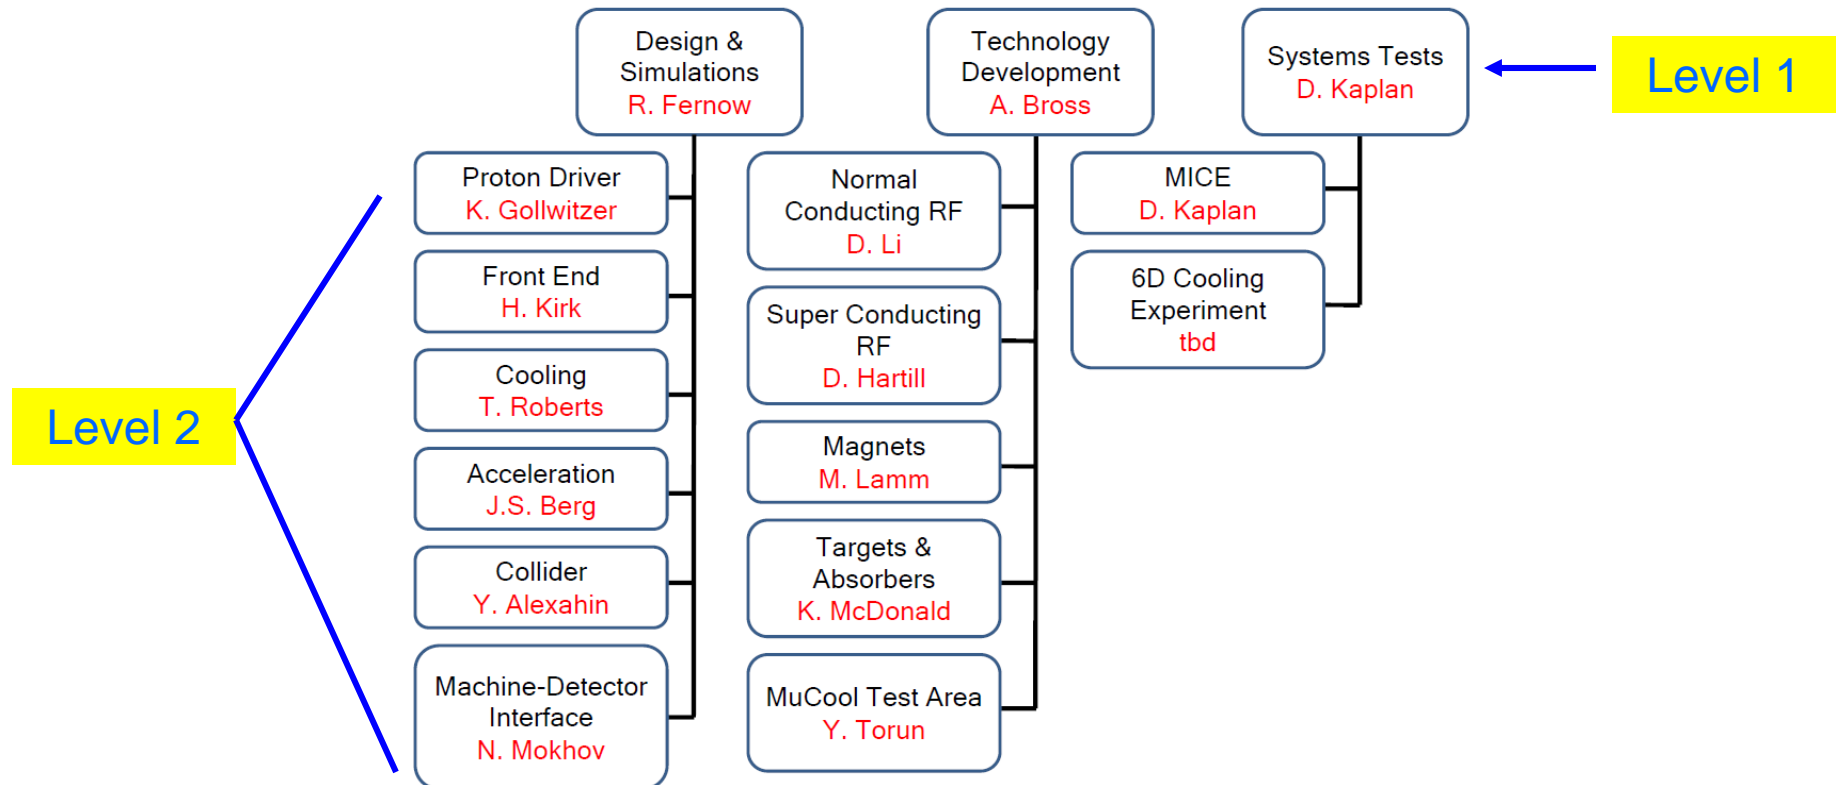 Design &
Simulations
R. Fernow
Technology
Development
A. Bross
Systems Tests
D. Kaplan
Level 1
Level 2
Proton Driver
K. Gollwitzer
Front End
H. Kirk
Cooling
T. Roberts
Acceleration
J.S. Berg
Collider
Y. Alexahin
Machine-Detector
Interface
N. Mokhov
Normal
Conducting RF
D. Li
Super Conducting
RF
D. Hartill
Magnets
M. Lamm
Targets &
Absorbers
K. McDonald
MuCool Test Area
Y. Torun
MICE
D. Kaplan
6D Cooling
Experiment
tbd